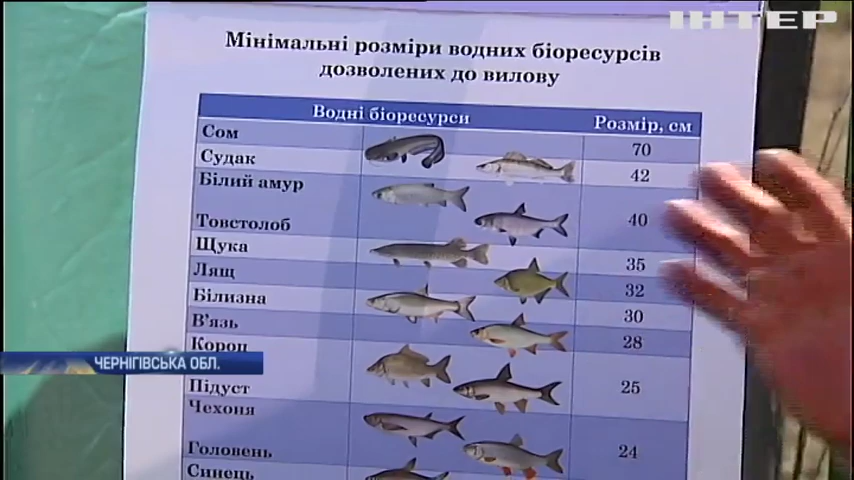 ІНТЕР
Мінімальні розміри водних біоресурсів
дозволених до вилову
Водні біоресурси Розмір, см
Сом 70
Судак 42
Білий амур
Товстолоб 40
Щука 35
Лящ 32
Білизна 30
В'язь 28
Короп
Підуст 25
Чехоня
Головень 24
Синець
ЧЕРНІГІВСЬКА ОБЛ.